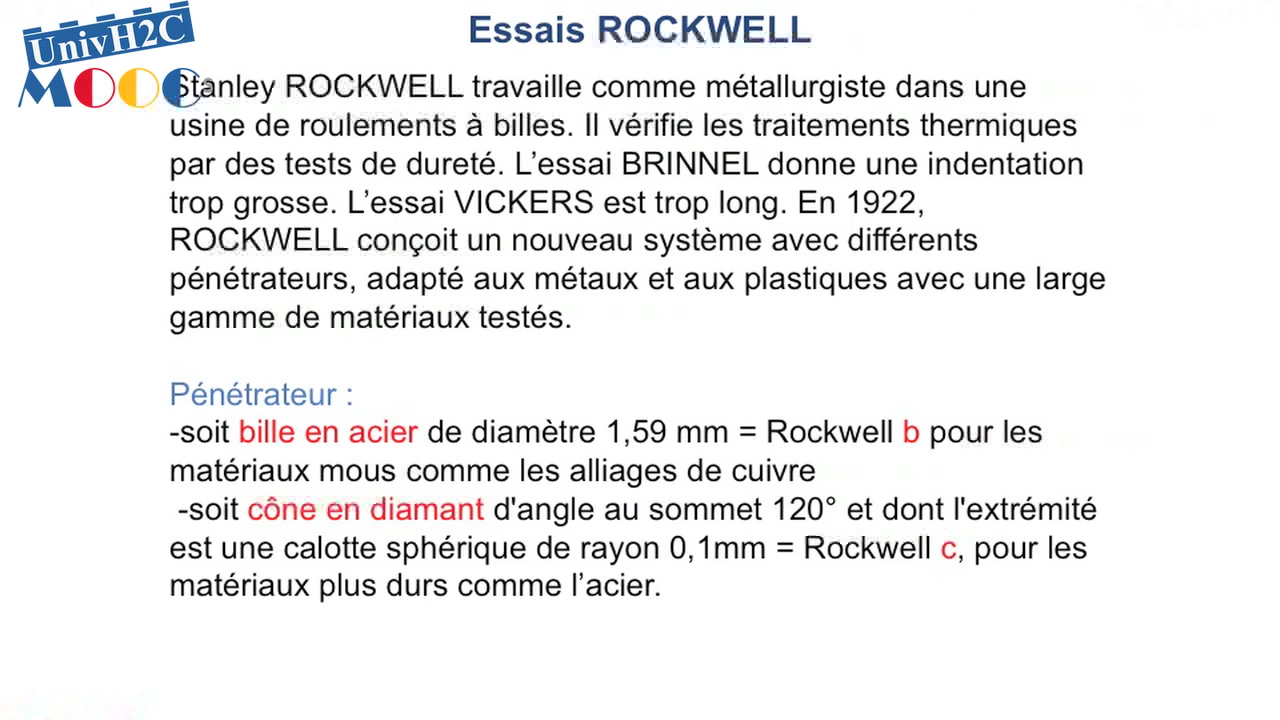 UnivH2C
MOOC
Essais ROCKWELL
Stanley ROCKWELL travaille comme métallurgiste dans une
usine de roulements à billes. Il vérifie les traitements thermiques
par des tests de dureté. L’essai BRINNEL donne une indentation
trop grosse. L’essai VICKERS est trop long. En 1922,
ROCKWELL conçoit un nouveau système avec différents
pénétrateurs, adapté aux métaux et aux plastiques avec une large
gamme de matériaux testés.
Pénétrateur :
-soit bille en acier de diamètre 1,59 mm = Rockwell b pour les
matériaux mous comme les alliages de cuivre
-soit cône en diamant d'angle au sommet 120° et dont l'extrémité
est une calotte sphérique de rayon 0,1mm = Rockwell c, pour les
matériaux plus durs comme l’acier.